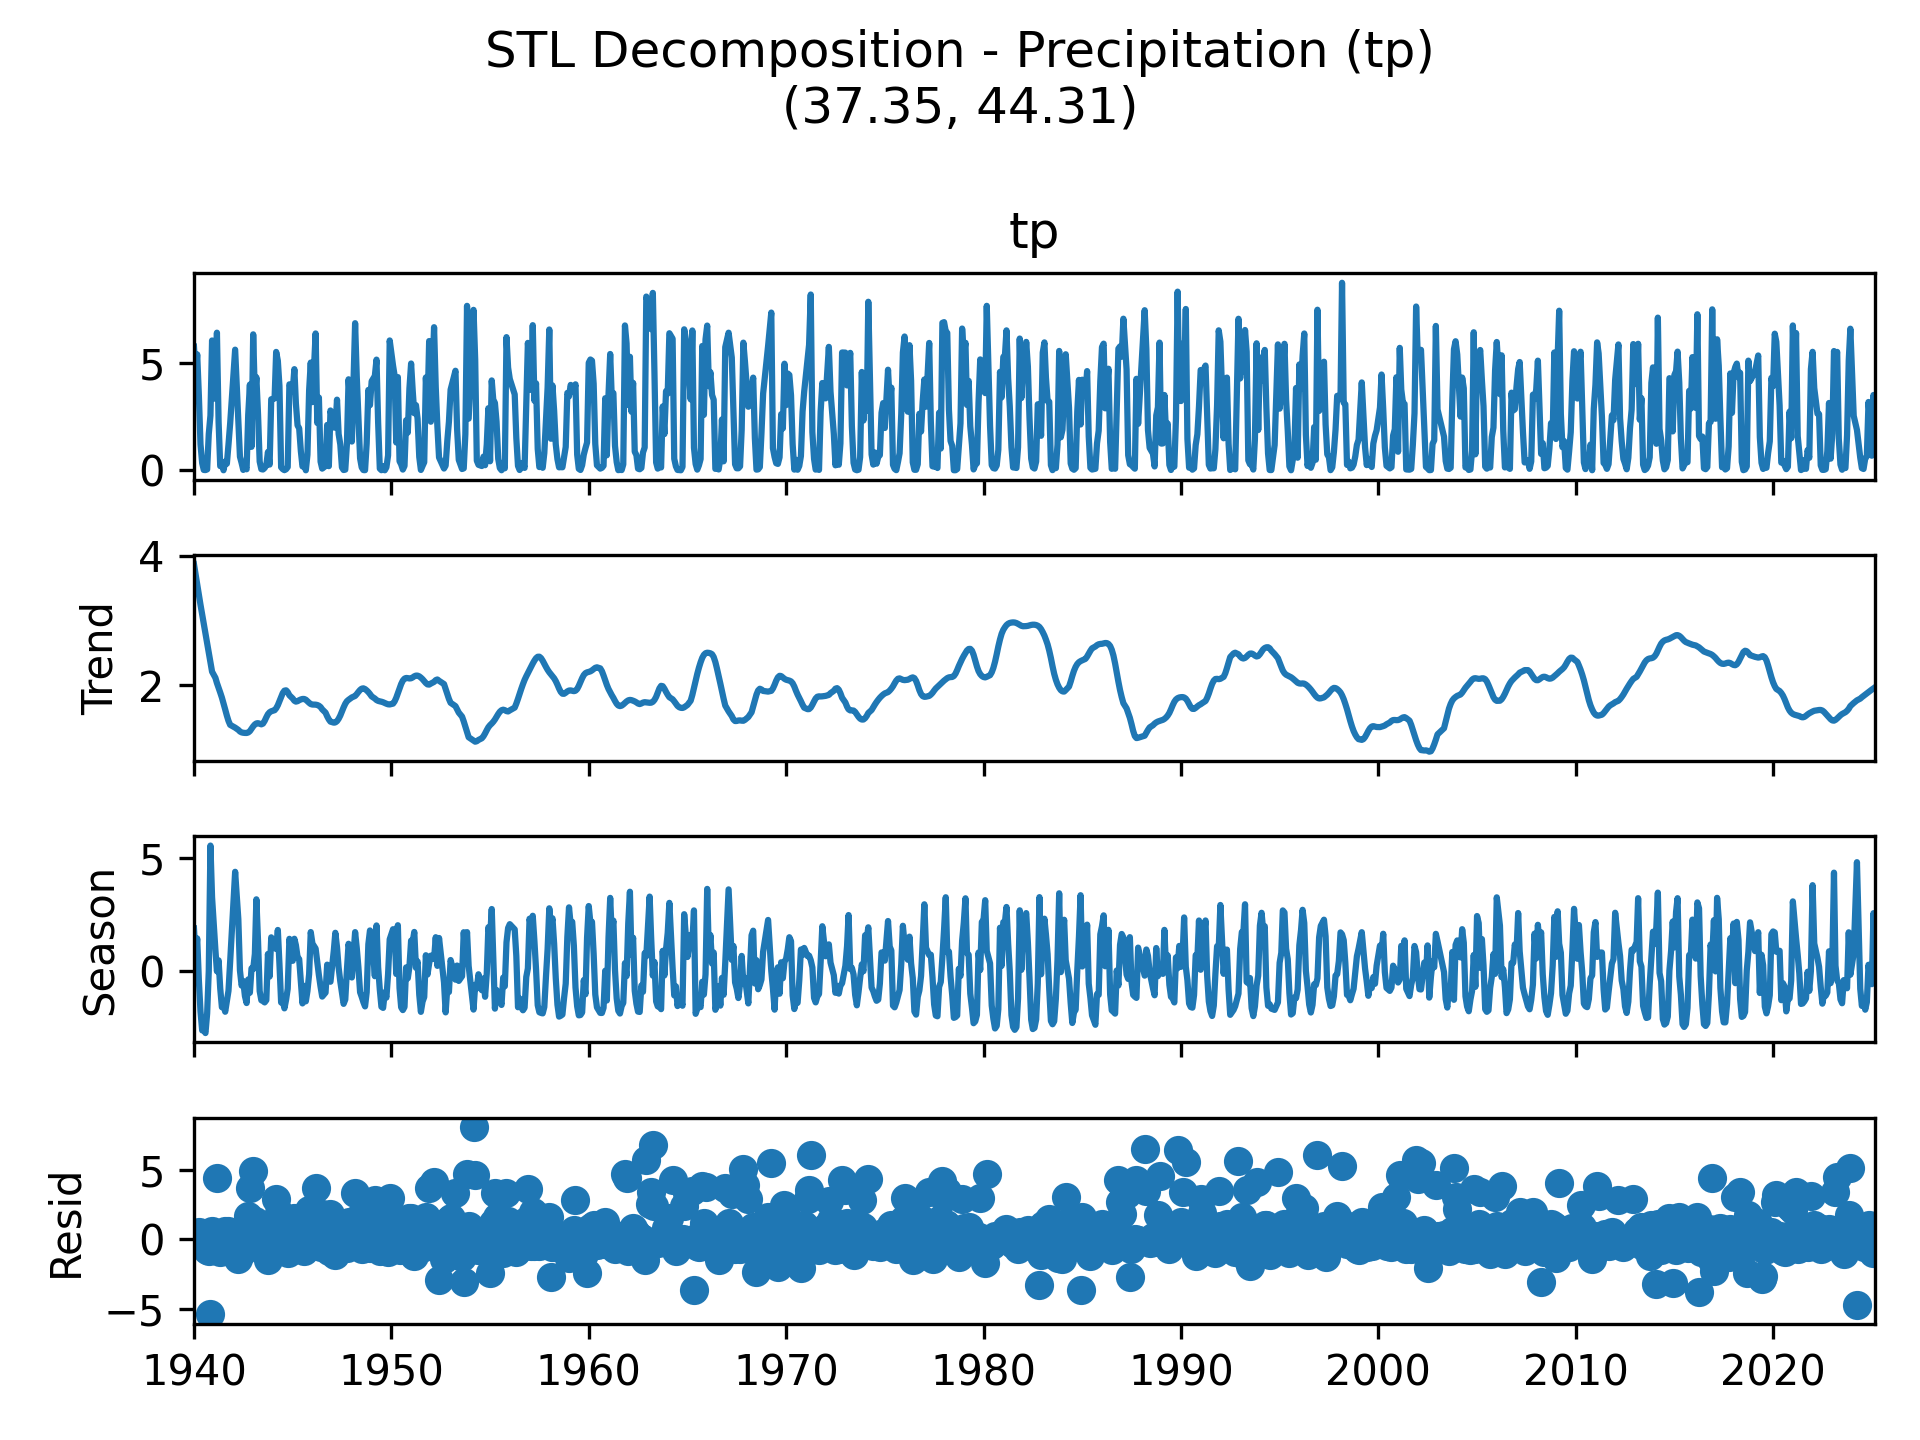 STL Decomposition - Precipitation (tp)
(37.35, 44.31)
tp
5
0
4
2
Trend
5
0
Season
5
0
−5
Resid
1940 1950 1960 1970 1980 1990 2000 2010 2020